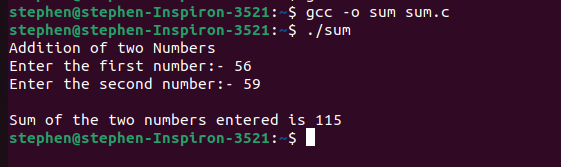 stephen@stephen-Inspiron-3521:~$ gcc -o sum sum.c
stephen@stephen-Inspiron-3521:~$ ./sum
Addition of two Numbers
Enter the first number:- 56
Enter the second number:- 59
Sum of the two numbers entered is 115
stephen@stephen-Inspiron-3521:~$